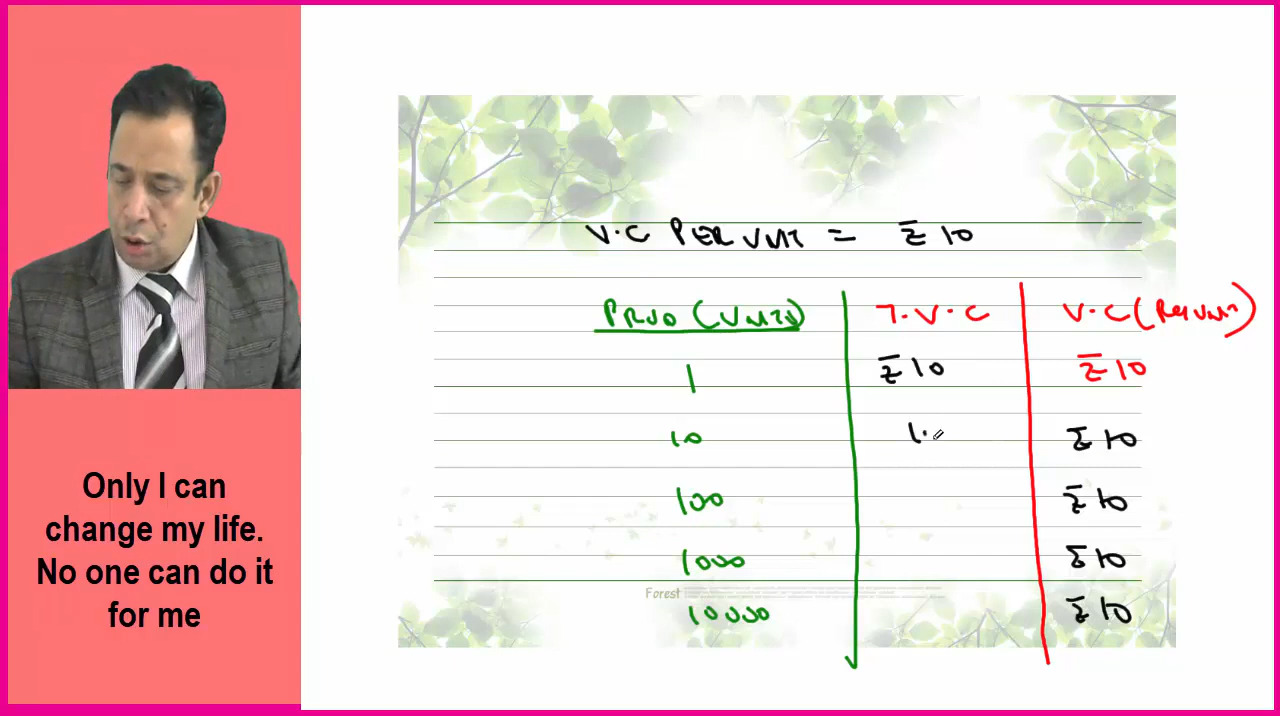 Only I can
change my life.
No one can do it
for me
V.C PER UNIT = ₹ 10
PROD (UNITS) T.V.C V.C (Per unit)
1 ₹ 10 ₹ 10
10 ₹ 10
100 ₹ 10
1000 ₹ 10
Forest
10000 ₹ 10